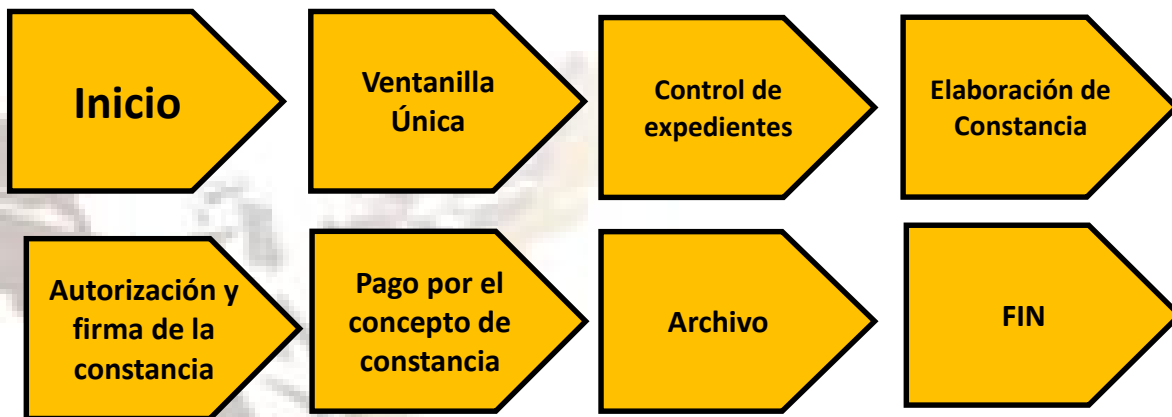 Inicio
Ventanilla
Única
Control de
expedientes
Elaboración de
Constancia
Autorización y
firma de la
constancia
Pago por el
concepto de
constancia
Archivo
FIN